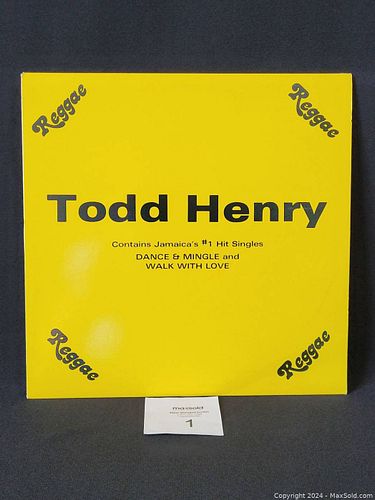 Reggae
Reggae
Todd Henry
Contains Jamaica's #1 Hit Singles
DANCE & MINGLE and
WALK WITH LOVE
Reggae
Reggae
maxsold
1
Copyright 2024 - MaxSold.com